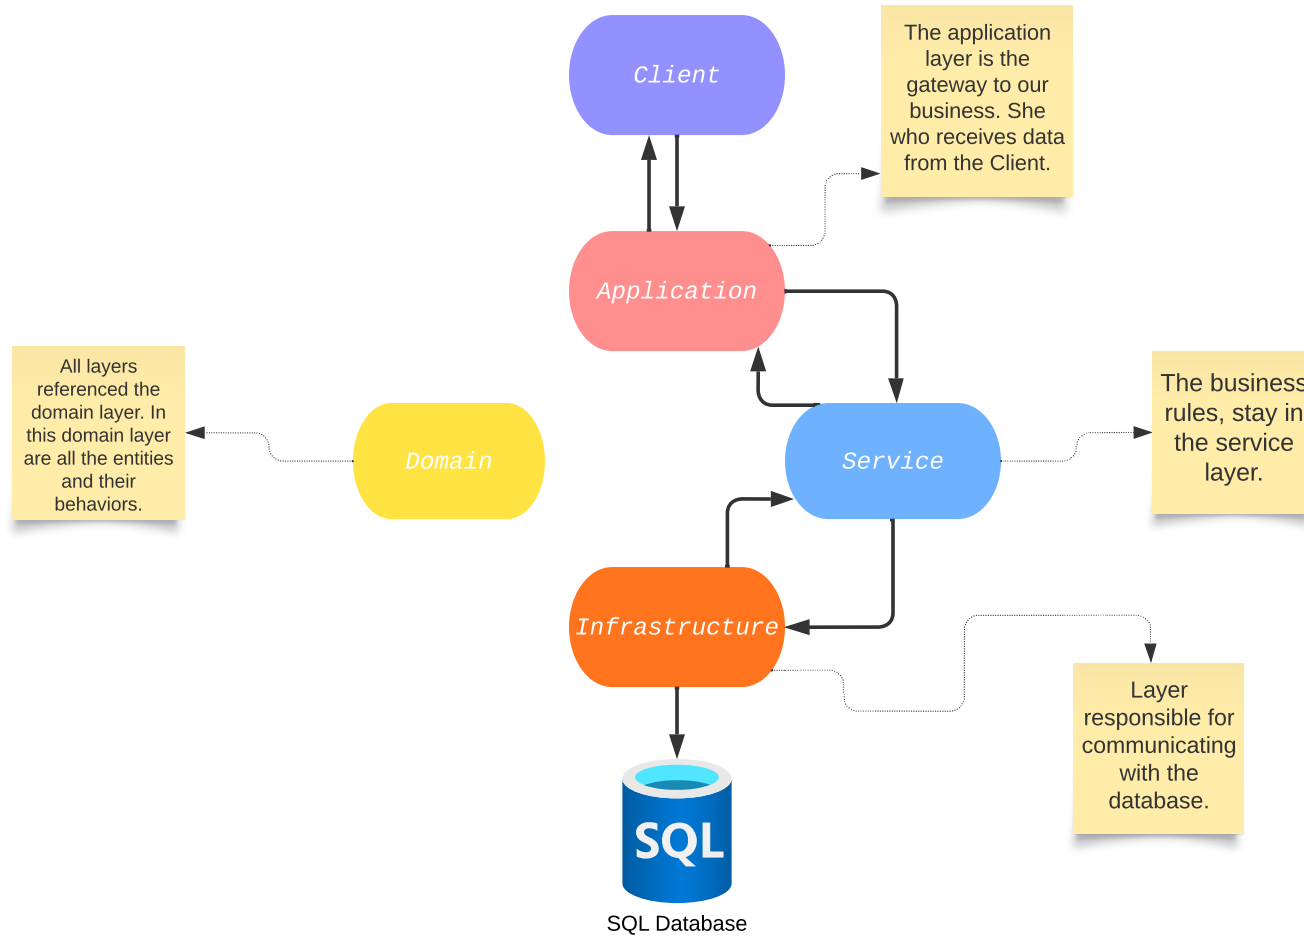 Client
The application
layer is the
gateway to our
business. She
who receives data
from the Client.
Application
All layers
referenced the
domain layer. In
this domain layer
are all the entities
and their
behaviors.
Domain
Service
The business
rules, stay in
the service
layer.
Infrastructure
Layer
responsible for
communicating
with the
database.
SQL
SQL Database